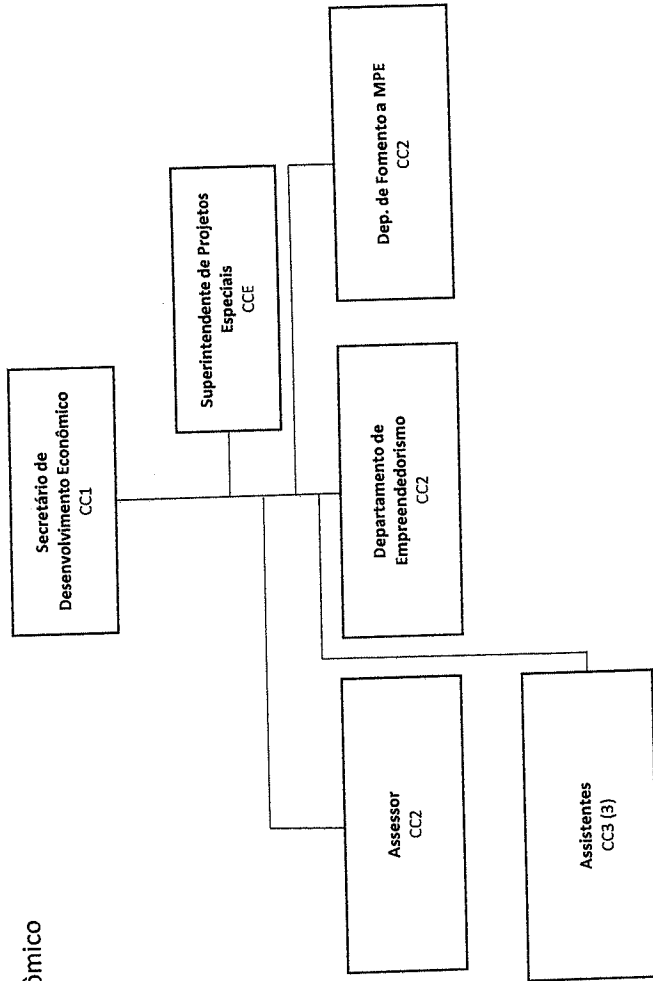 ômico
Secretário de
Desenvolvimento Econômico
CC1
Superintendente de Projetos
Especiais
CCE
Assessor
CC2
Departamento de
Empreendedorismo
CC2
Dep. de Fomento a MPE
CC2
Assistentes
CC3 (3)